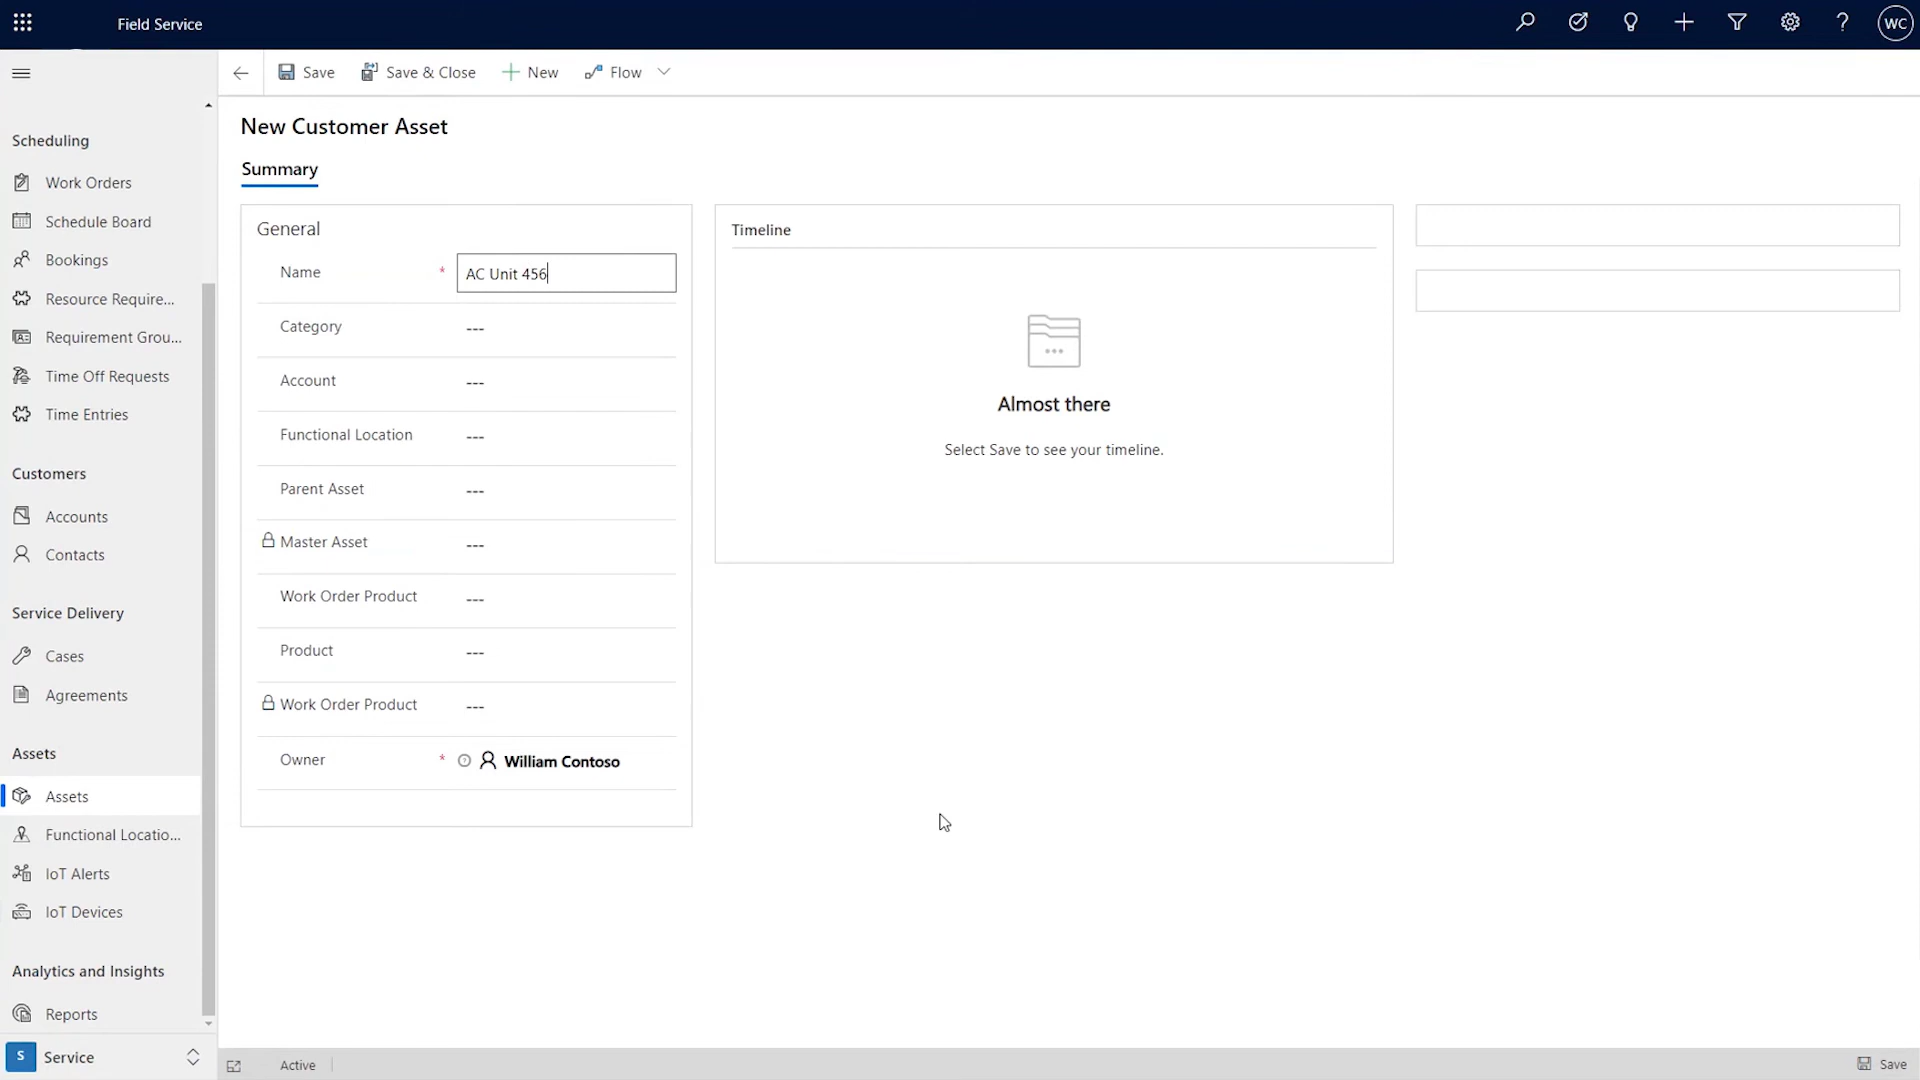 Field Service
WC
Save
Save & Close
New
Flow
New Customer Asset
Summary
Scheduling
Work Orders
Schedule Board
Bookings
Resource Require...
Requirement Grou...
Time Off Requests
Time Entries
Customers
Accounts
Contacts
Service Delivery
Cases
Agreements
Assets
Assets
Functional Locatio...
IoT Alerts
IoT Devices
Analytics and Insights
Reports
S Service
General
Name * AC Unit 456
Category ---
Account ---
Functional Location ---
Parent Asset ---
Master Asset ---
Work Order Product ---
Product ---
Work Order Product ---
Owner * William Contoso
Timeline
Almost there
Select Save to see your timeline.
Active
Save